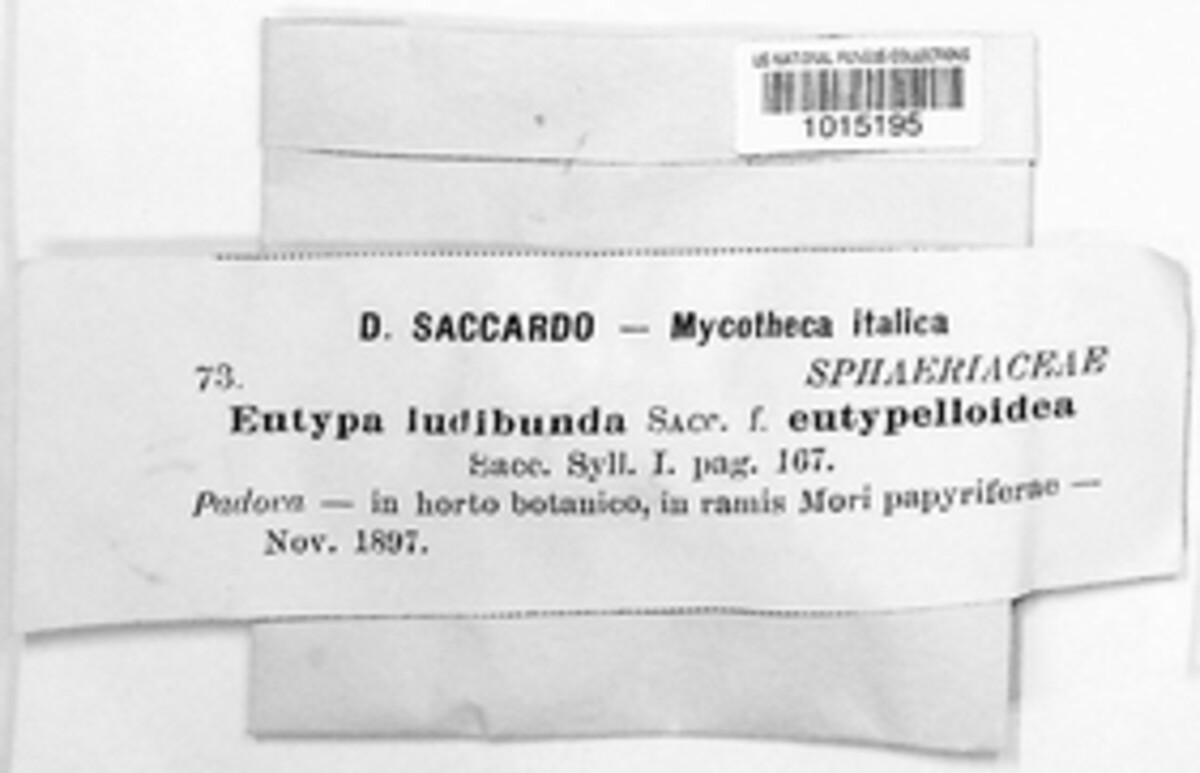 US NATIONAL FUNGUS COLLECTIONS
1015195
D. SACCARDO — Mycotheca italica
73.
SPHAERIACEAE
Eutypa ludibunda SACC. f. eutypelloidea
Sacc. Syll. I. pag. 167.
Padova — in horto botanico, in ramis Mori papyriferae —
Nov. 1897.